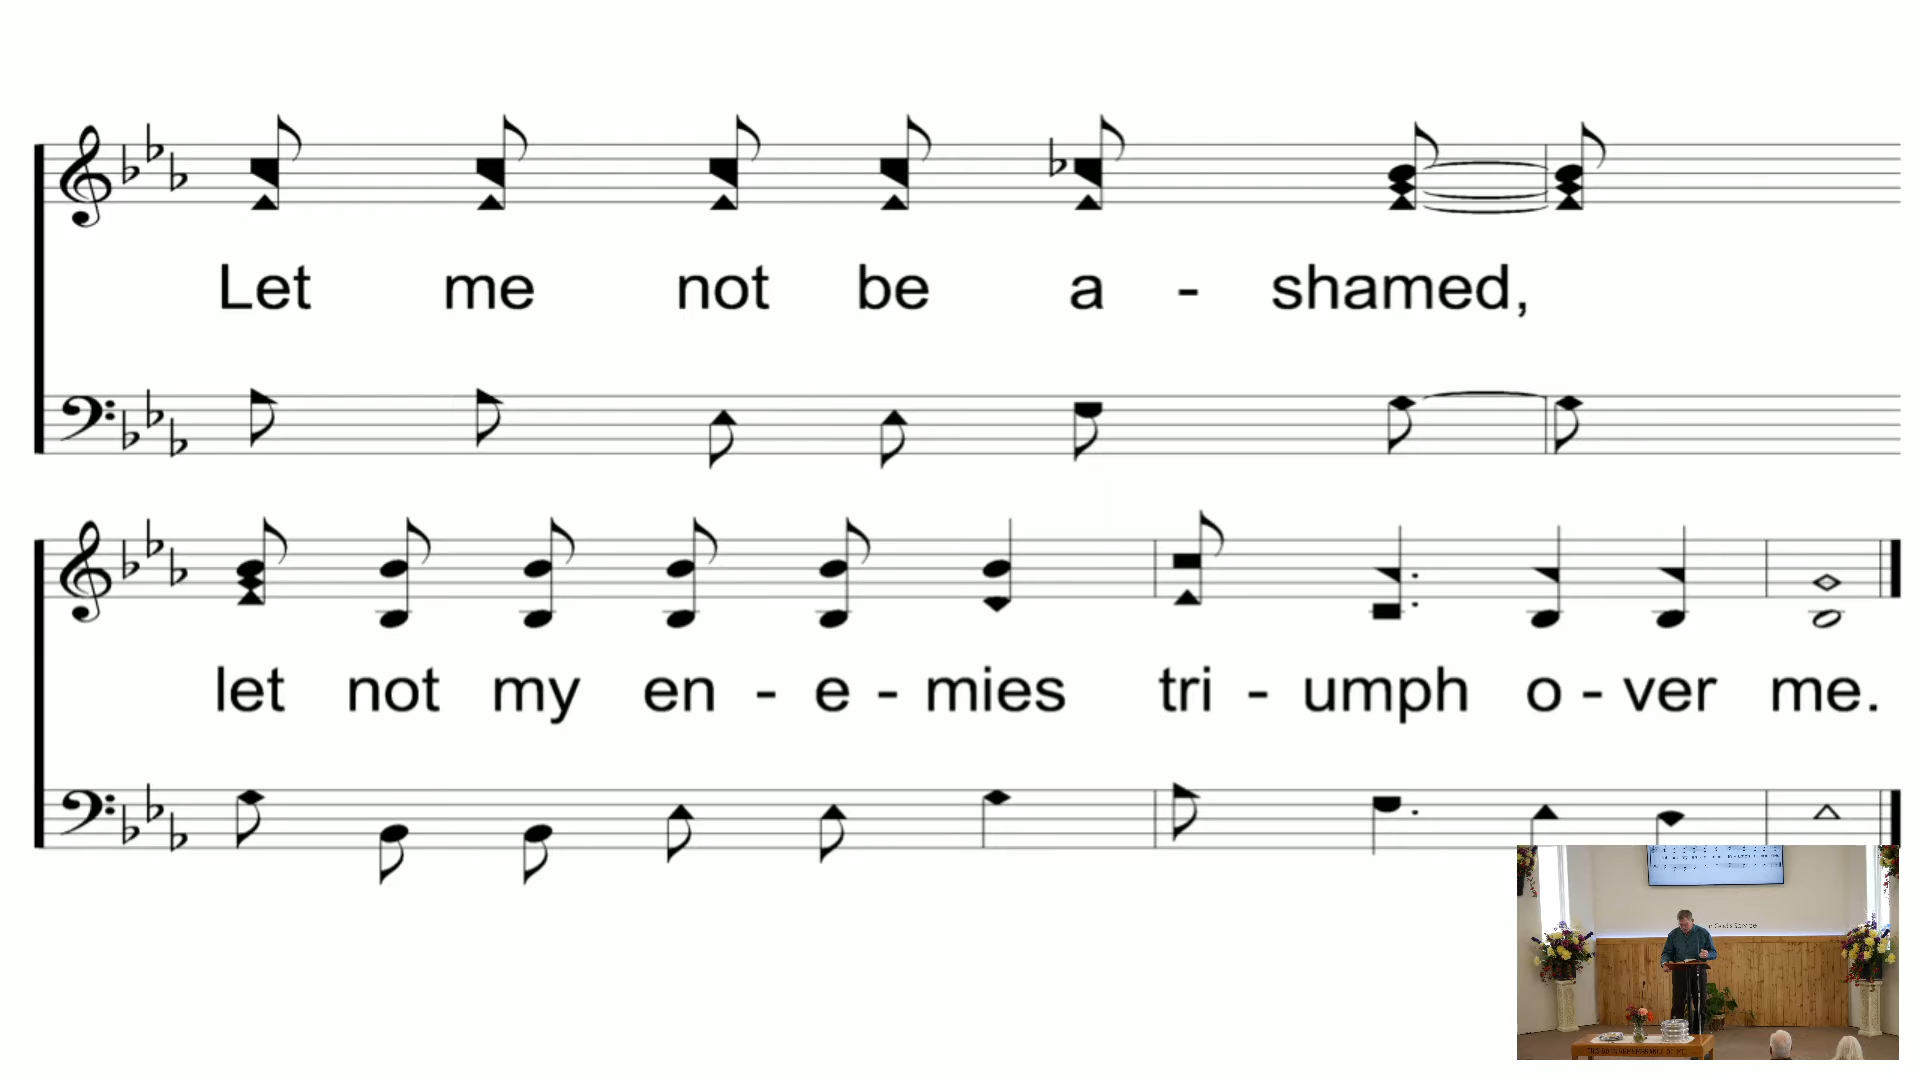 Let me not be a - shamed,
let not my en - e - mies tri - umph o - ver me.